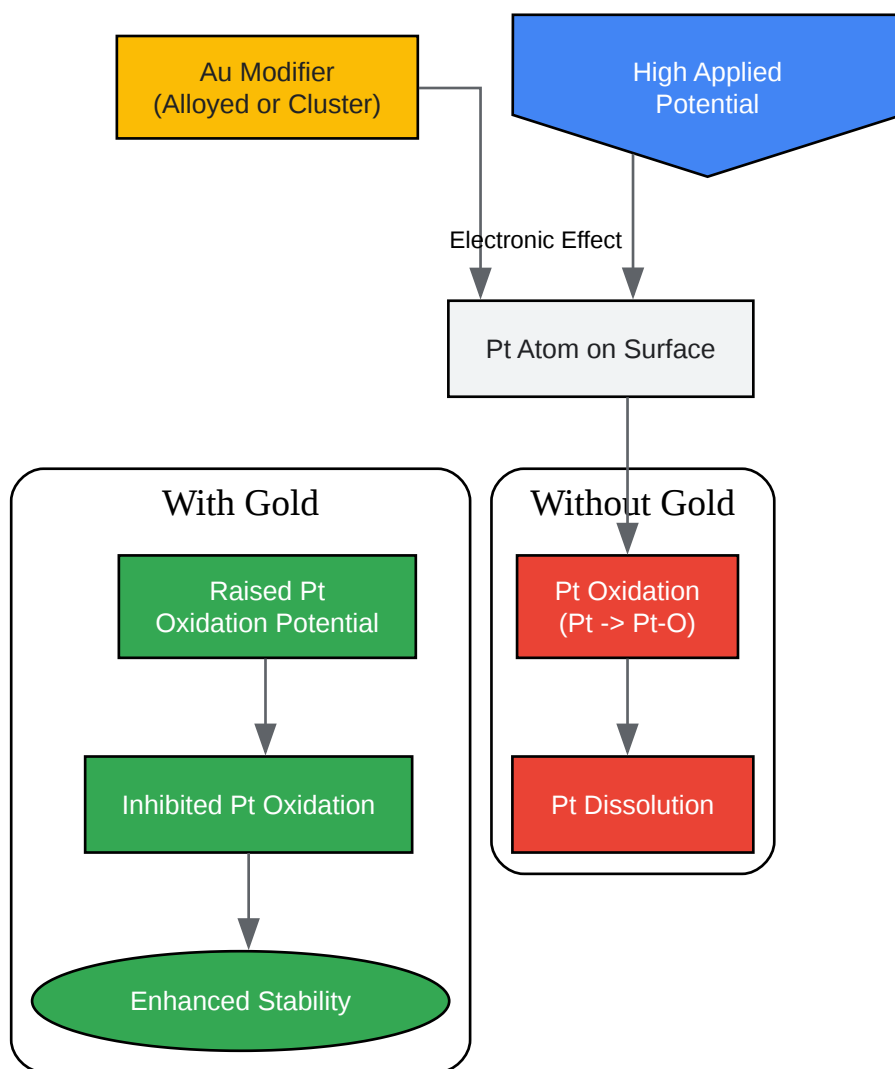 Au Modifier
(Alloyed or Cluster)
High Applied
Potential
Electronic Effect
Pt Atom on Surface
With Gold
Without Gold
Raised Pt
Oxidation Potential
Pt Oxidation
(Pt -> Pt-O)
Inhibited Pt Oxidation
Pt Dissolution
Enhanced Stability